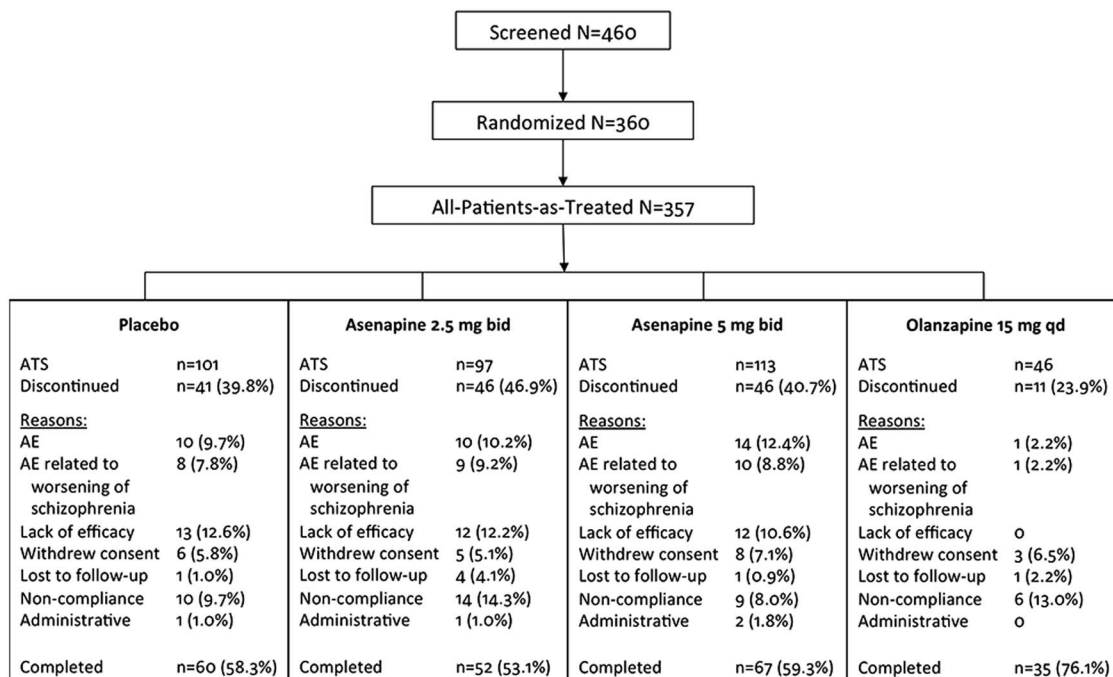 Screened N=460
Randomized N=360
All-Patients-as-Treated N=357
Placebo
ATS n=101
Discontinued n=41 (39.8%)
Reasons:
AE 10 (9.7%)
AE related to 8 (7.8%)
worsening of
schizophrenia
Lack of efficacy 13 (12.6%)
Withdrew consent 6 (5.8%)
Lost to follow-up 1 (1.0%)
Non-compliance 10 (9.7%)
Administrative 1 (1.0%)
Completed n=60 (58.3%)
Asenapine 2.5 mg bid
ATS n=97
Discontinued n=46 (46.9%)
Reasons:
AE 10 (10.2%)
AE related to 9 (9.2%)
worsening of
schizophrenia
Lack of efficacy 12 (12.2%)
Withdrew consent 5 (5.1%)
Lost to follow-up 4 (4.1%)
Non-compliance 14 (14.3%)
Administrative 1 (1.0%)
Completed n=52 (53.1%)
Asenapine 5 mg bid
ATS n=113
Discontinued n=46 (40.7%)
Reasons:
AE 14 (12.4%)
AE related to 10 (8.8%)
worsening of
schizophrenia
Lack of efficacy 12 (10.6%)
Withdrew consent 8 (7.1%)
Lost to follow-up 1 (0.9%)
Non-compliance 9 (8.0%)
Administrative 2 (1.8%)
Completed n=67 (59.3%)
Olanzapine 15 mg qd
ATS n=46
Discontinued n=11 (23.9%)
Reasons:
AE 1 (2.2%)
AE related to 1 (2.2%)
worsening of
schizophrenia
Lack of efficacy 0
Withdrew consent 3 (6.5%)
Lost to follow-up 1 (2.2%)
Non-compliance 6 (13.0%)
Administrative 0
Completed n=35 (76.1%)